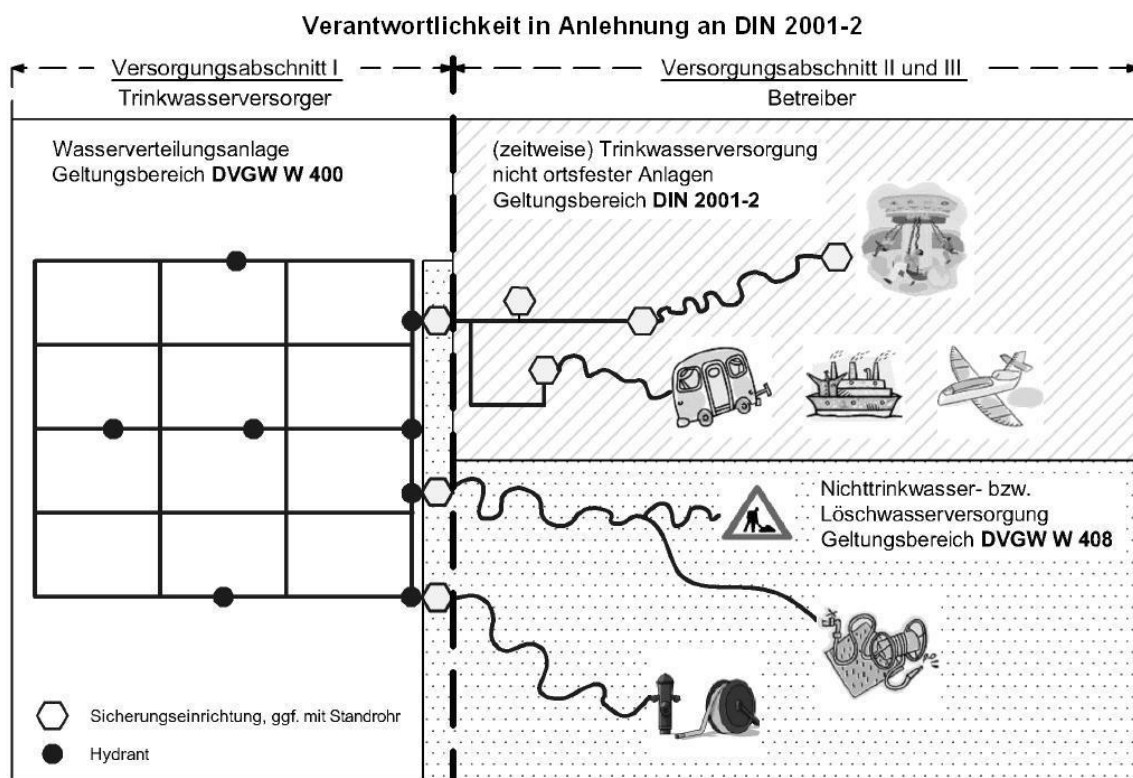 Verantwortlichkeit in Anlehnung an DIN 2001-2
Versorgungsabschnitt I
Trinkwasserversorger
Versorgungsabschnitt II und III
Betreiber
Wasserverteilungsanlage
Geltungsbereich DVGW W 400
(zeitweise) Trinkwasserversorgung
nicht ortsfester Anlagen
Geltungsbereich DIN 2001-2
Nichttrinkwasser- bzw.
Löschwasserversorgung
Geltungsbereich DVGW W 408
Sicherungseinrichtung, ggf. mit Standrohr
Hydrant